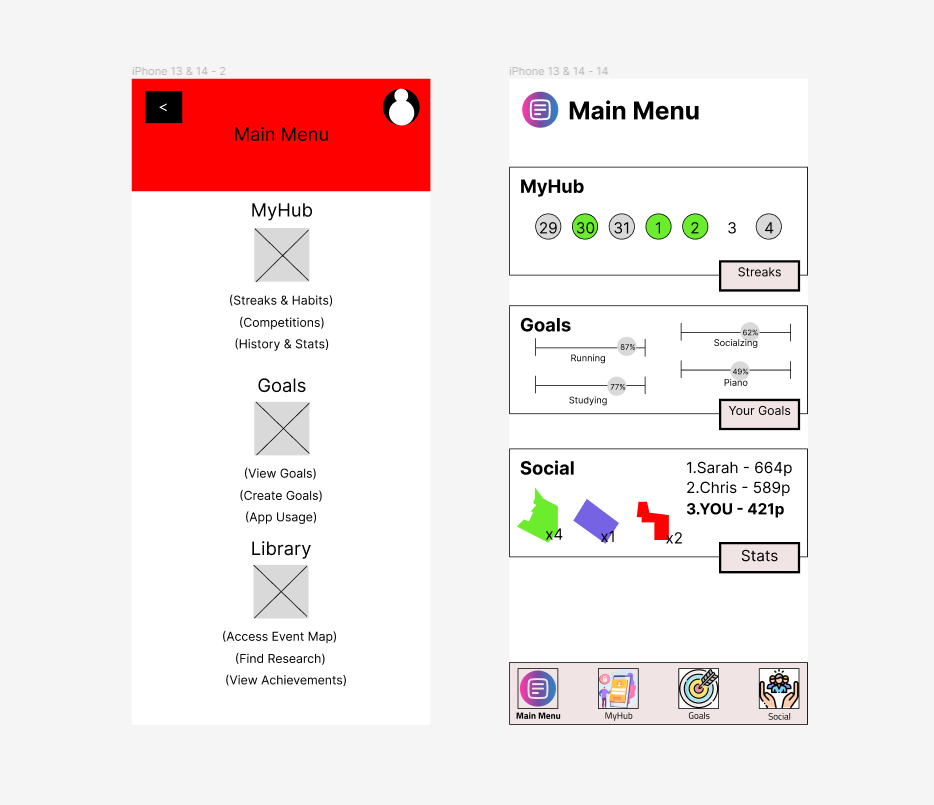 iPhone 13 & 14 - 2
<
Main Menu
MyHub
(Streaks & Habits)
(Competitions)
(History & Stats)
Goals
(View Goals)
(Create Goals)
(App Usage)
Library
(Access Event Map)
(Find Research)
(View Achievements)
iPhone 13 & 14 - 14
Main Menu
MyHub
29 30 31 1 2 3 4
Streaks
Goals
87%
Running
62%
Socialzing
77%
Studying
49%
Piano
Your Goals
Social
x4 x1 x2
1.Sarah - 664p
2.Chris - 589p
3.YOU - 421p
Stats
Main Menu MyHub Goals Social